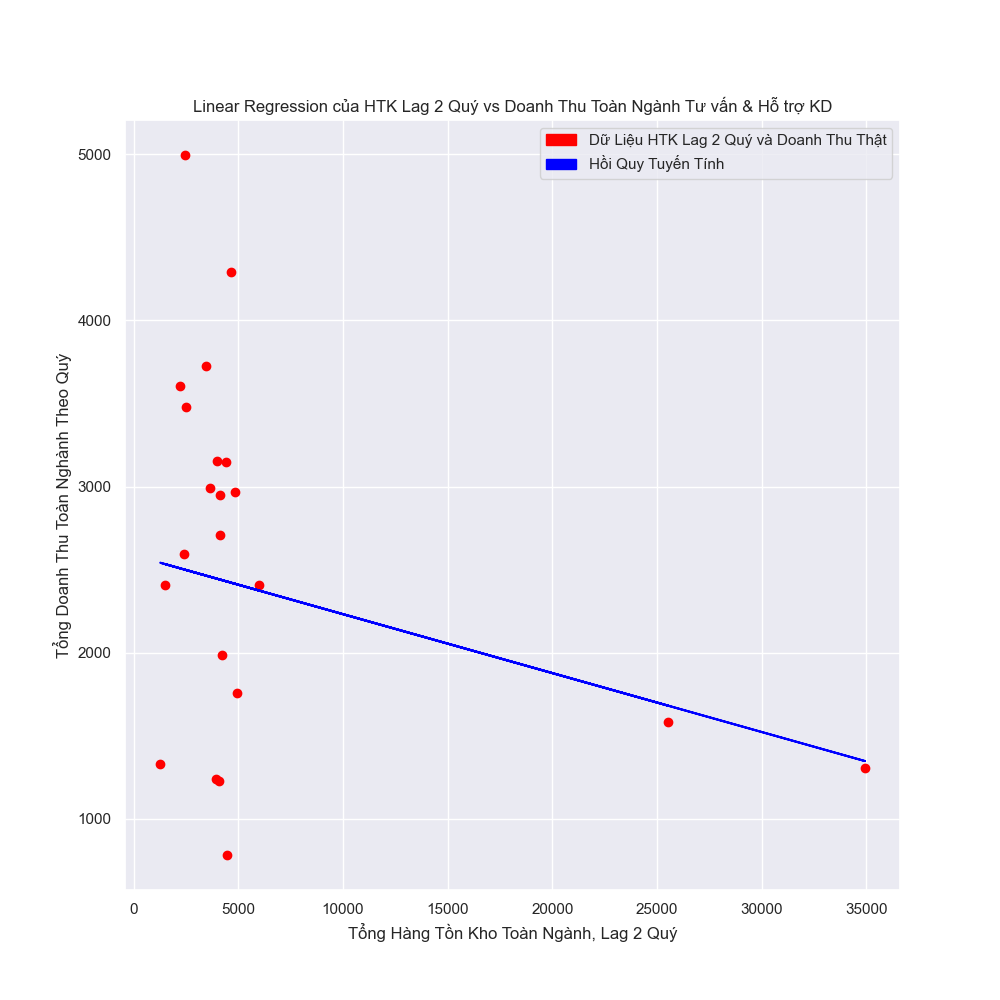 Linear Regression của HTK Lag 2 Quý vs Doanh Thu Toàn Ngành Tư vấn & Hỗ trợ KD
Dữ Liệu HTK Lag 2 Quý và Doanh Thu Thật
Hồi Quy Tuyến Tính
Tổng Doanh Thu Toàn Nghành Theo Quý
5000
4000
3000
2000
1000
0
5000
10000
15000
20000
25000
30000
35000
Tổng Hàng Tồn Kho Toàn Ngành, Lag 2 Quý